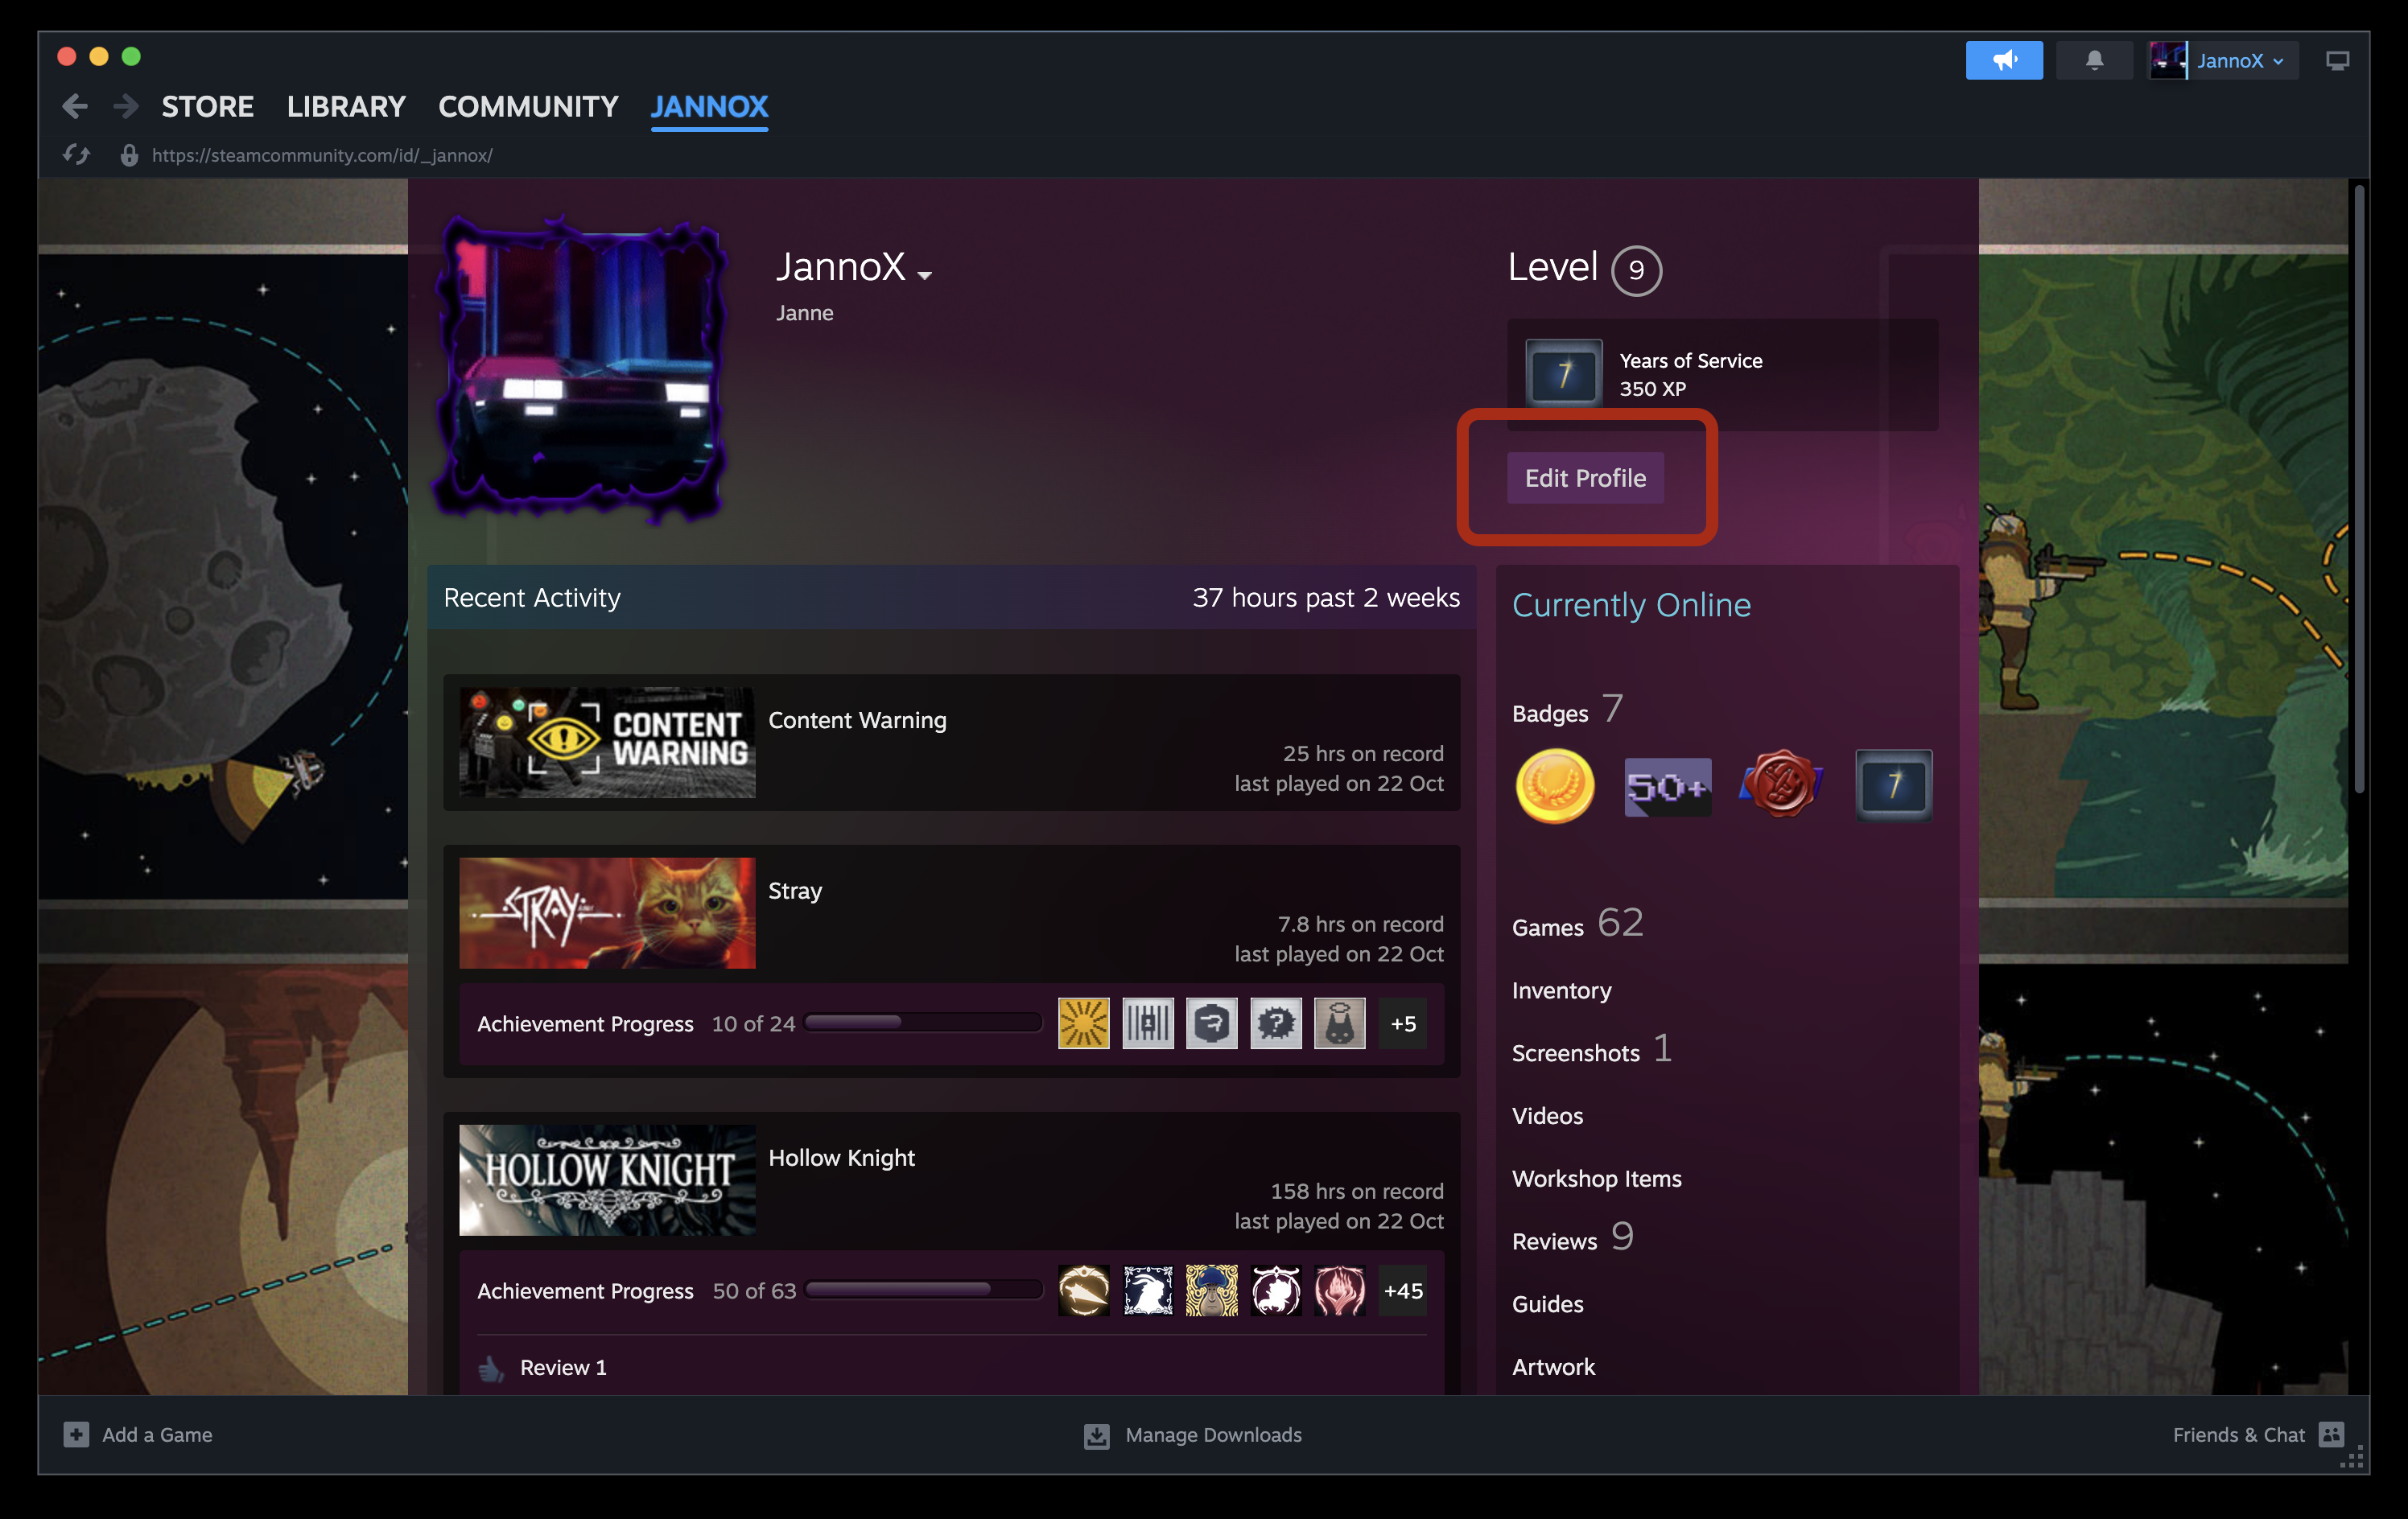 JannoX
STORE LIBRARY COMMUNITY JANNOX
https://steamcommunity.com/id/_jannox/
JannoX
Janne
Level 9
7
Years of Service
350 XP
Edit Profile
Recent Activity 37 hours past 2 weeks
CONTENT
WARNING
Content Warning
25 hrs on record
last played on 22 Oct
STRAY
Stray
7.8 hrs on record
last played on 22 Oct
Achievement Progress 10 of 24 +5
HOLLOW KNIGHT
Hollow Knight
158 hrs on record
last played on 22 Oct
Achievement Progress 50 of 63 +45
Review 1
Currently Online
Badges 7
50+ 7
Games 62
Inventory
Screenshots 1
Videos
Workshop Items
Reviews 9
Guides
Artwork
Add a Game Manage Downloads Friends & Chat